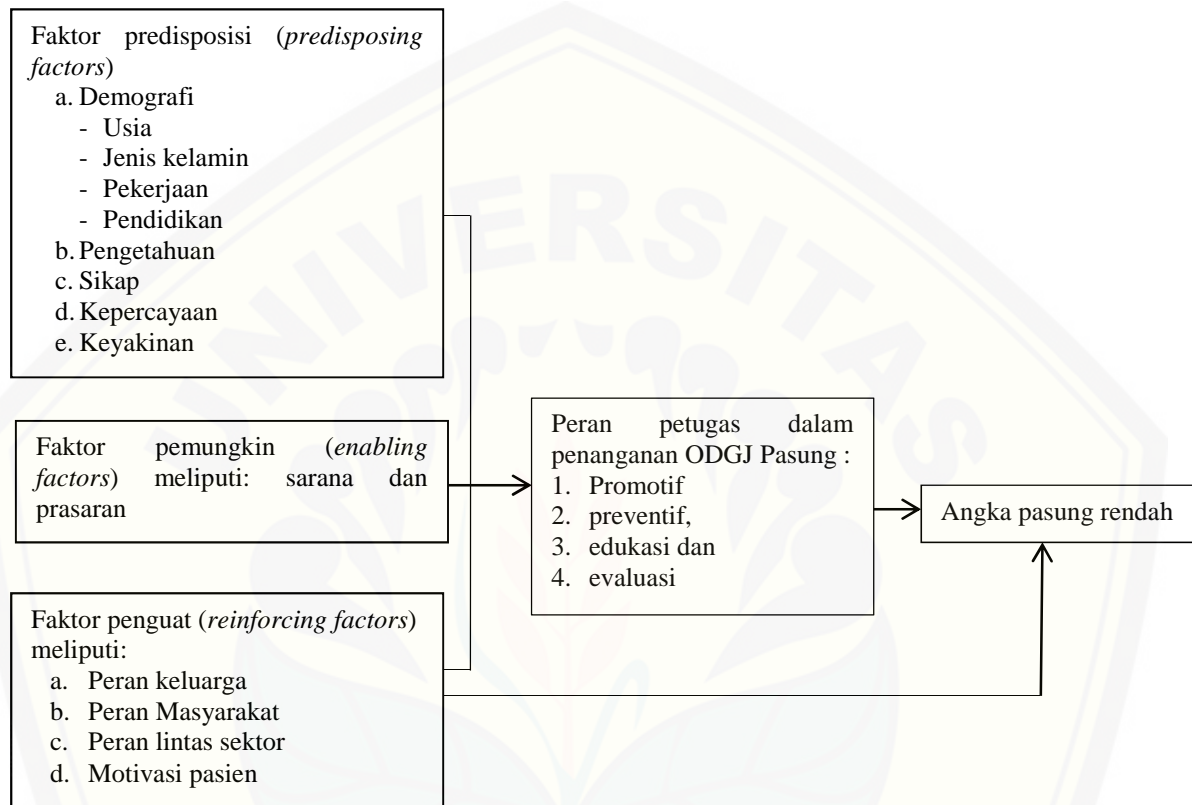 Faktor predisposisi (predisposing
factors)
a. Demografi
- Usia
- Jenis kelamin
- Pekerjaan
- Pendidikan
b. Pengetahuan
c. Sikap
d. Kepercayaan
e. Keyakinan
Faktor pemungkin (enabling
factors) meliputi: sarana dan
prasaran
Faktor penguat (reinforcing factors)
meliputi:
a. Peran keluarga
b. Peran Masyarakat
c. Peran lintas sektor
d. Motivasi pasien
Peran petugas dalam
penanganan ODGJ Pasung :
1. Promotif
2. preventif,
3. edukasi dan
4. evaluasi
Angka pasung rendah
UNIVERSITAS